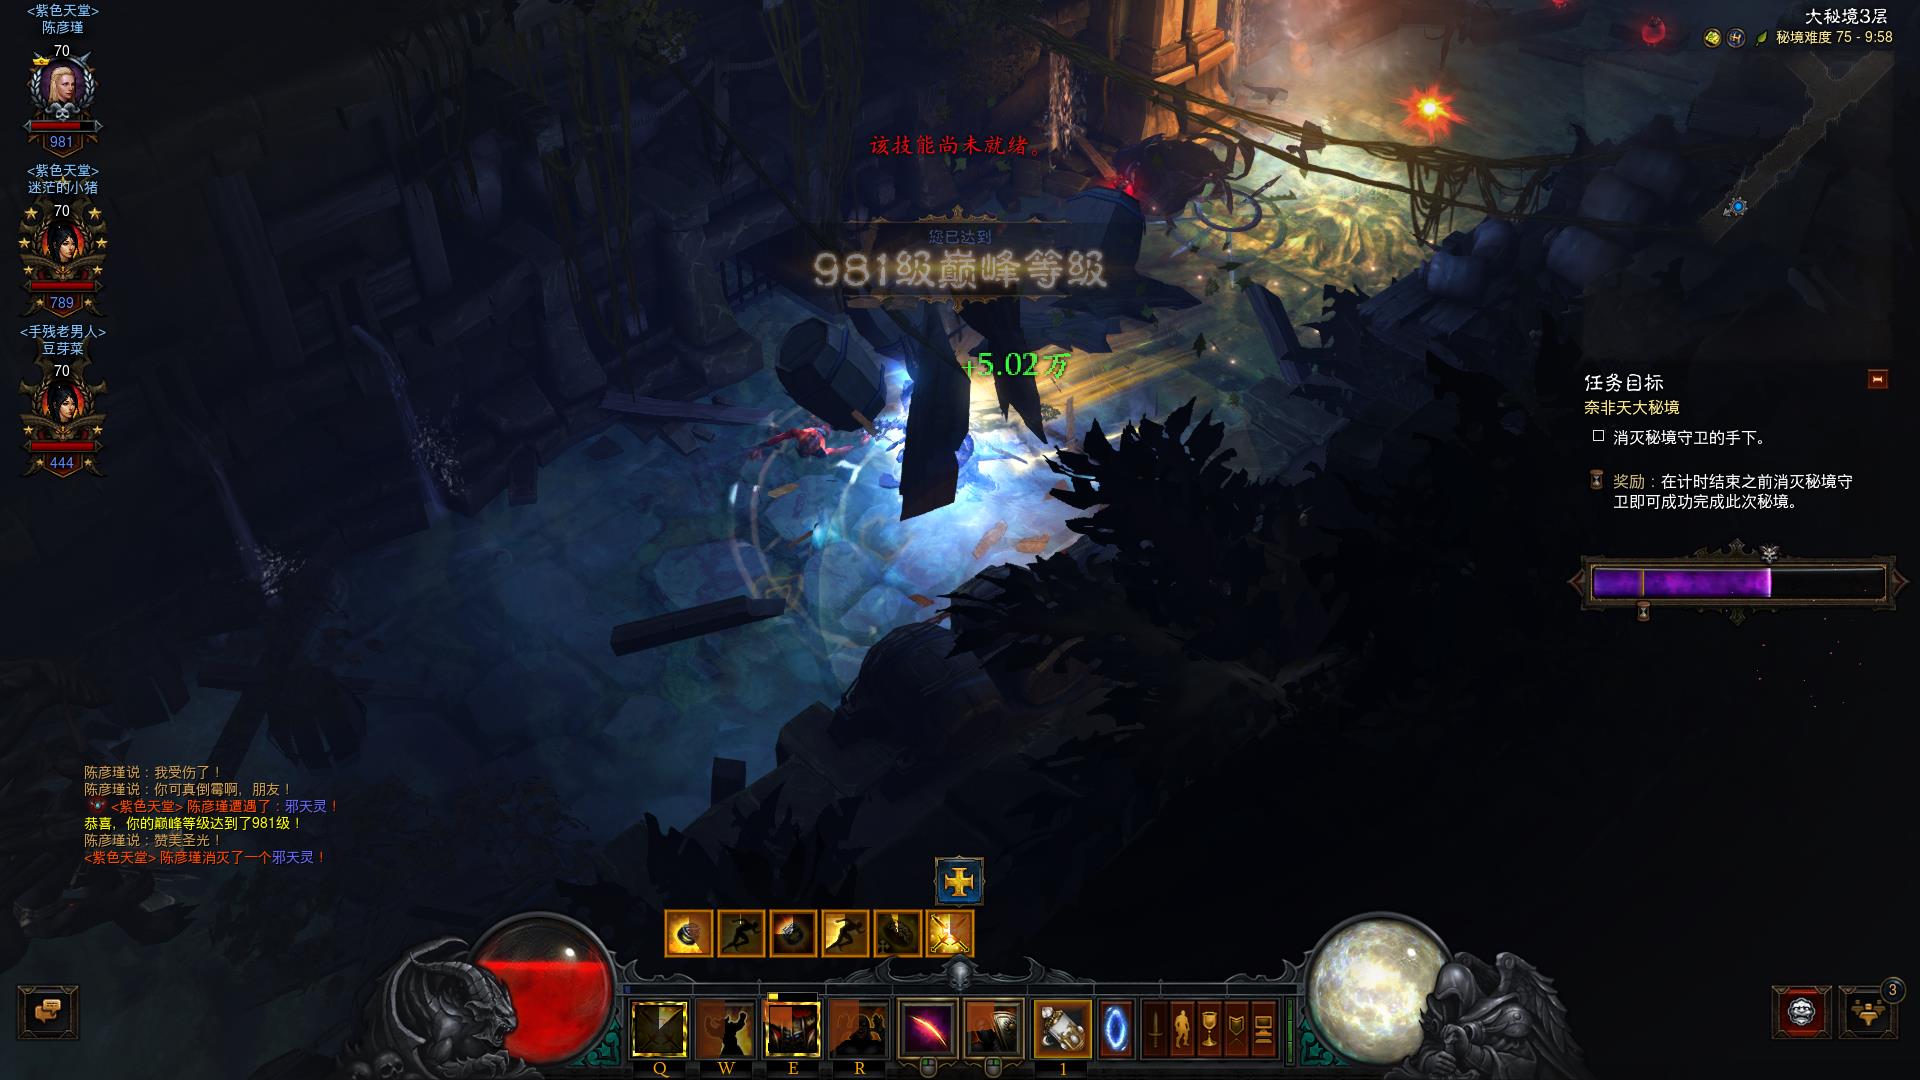 <紫色天堂>
陈彦瑾
70
981
<紫色天堂>
迷茫的小猪
70
789
<手残老男人>
豆芽菜
70
444
大秘境3层
秘境难度 75 - 9:58
该技能尚未就绪。
您已达到
981级巅峰等级
+5.02万
任务目标
奈非天大秘境
消灭秘境守卫的手下。
奖励：在计时结束之前消灭秘境守
卫即可成功完成此次秘境。
陈彦瑾说：我受伤了！
陈彦瑾说：你可真倒霉啊，朋友！
<紫色天堂> 陈彦瑾遭遇了：邪天灵！
恭喜，你的巅峰等级达到了981级！
陈彦瑾说：赞美圣光！
<紫色天堂> 陈彦瑾消灭了一个邪天灵！
Q
W
E
R
1
3